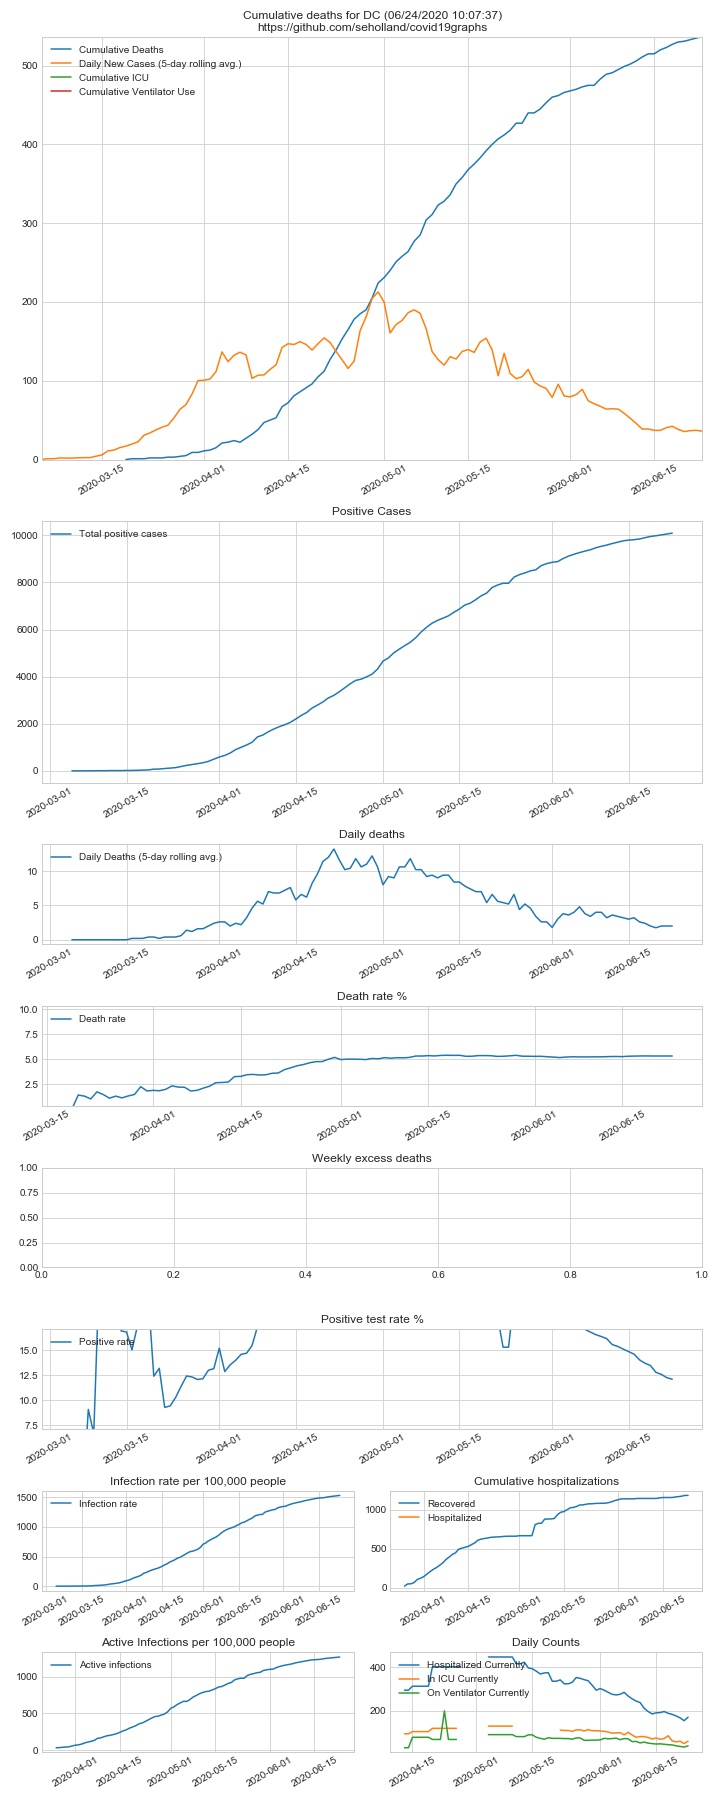 Cumulative deaths for DC (06/24/2020 10:07:37)
https://github.com/seholland/covid19graphs
Cumulative Deaths
Daily New Cases (5-day rolling avg.)
Cumulative ICU
Cumulative Ventilator Use
500
400
300
200
100
0
2020-03-15 2020-04-01 2020-04-15 2020-05-01 2020-05-15 2020-06-01 2020-06-15
Positive Cases
Total positive cases
10000
8000
6000
4000
2000
0
2020-03-01 2020-03-15 2020-04-01 2020-04-15 2020-05-01 2020-05-15 2020-06-01 2020-06-15
Daily deaths
Daily Deaths (5-day rolling avg.)
10
5
0
2020-03-01 2020-03-15 2020-04-01 2020-04-15 2020-05-01 2020-05-15 2020-06-01 2020-06-15
Death rate %
Death rate
10.0
7.5
5.0
2.5
2020-03-15 2020-04-01 2020-04-15 2020-05-01 2020-05-15 2020-06-01 2020-06-15
Weekly excess deaths
1.00
0.75
0.50
0.25
0.00
0.0 0.2 0.4 0.6 0.8 1.0
Positive test rate %
Positive rate
15.0
12.5
10.0
7.5
2020-03-01 2020-03-15 2020-04-01 2020-04-15 2020-05-01 2020-05-15 2020-06-01 2020-06-15
Infection rate per 100,000 people
Infection rate
1500
1000
500
0
2020-03-01 2020-03-15 2020-04-01 2020-04-15 2020-05-01 2020-05-15 2020-06-01 2020-06-15
Cumulative hospitalizations
Recovered
Hospitalized
1000
500
0
2020-04-01 2020-04-15 2020-05-01 2020-05-15 2020-06-01 2020-06-15
Active Infections per 100,000 people
Active infections
1000
500
0
2020-04-01 2020-04-15 2020-05-01 2020-05-15 2020-06-01 2020-06-15
Daily Counts
Hospitalized Currently
In ICU Currently
On Ventilator Currently
400
200
2020-04-15 2020-05-01 2020-05-15 2020-06-01 2020-06-15